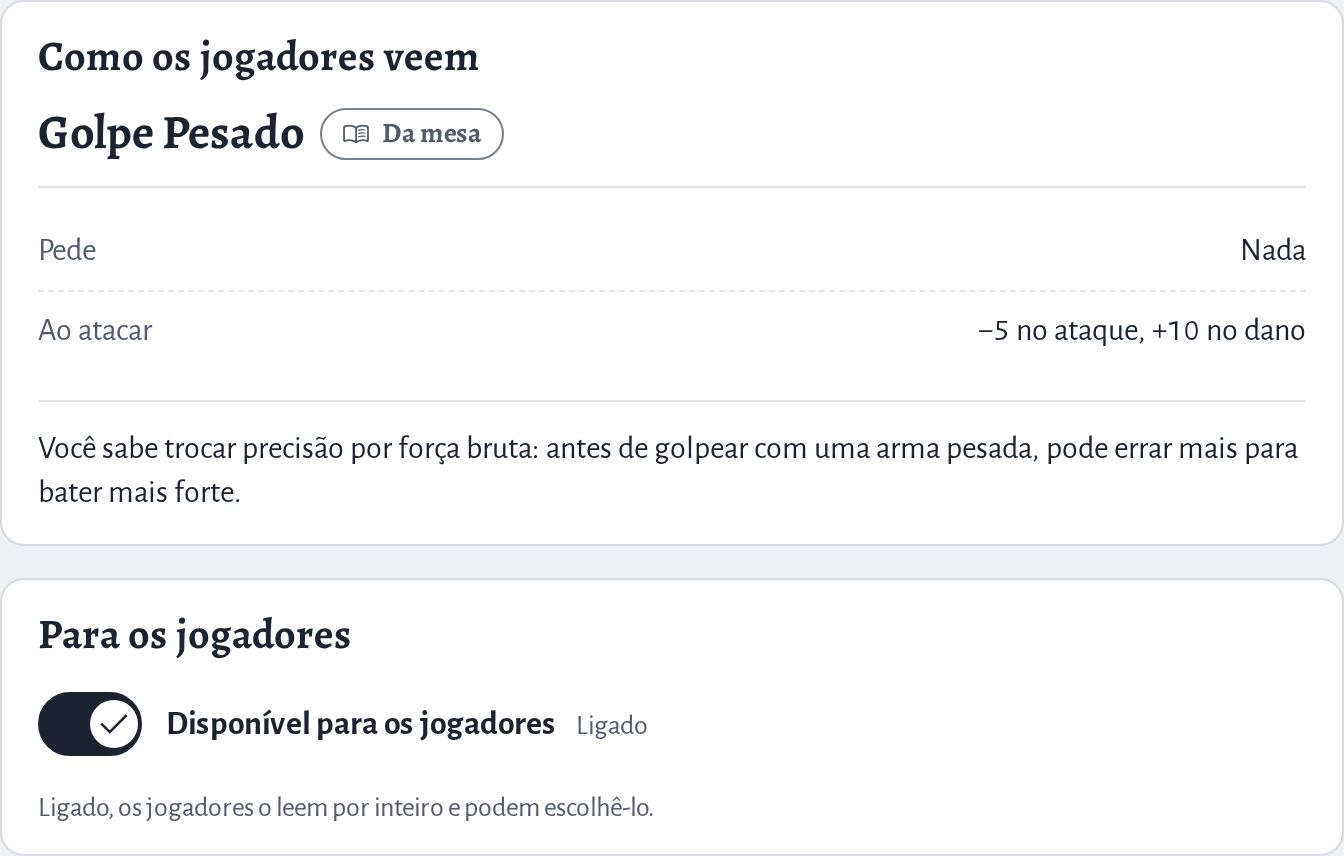 Como os jogadores veem
Golpe Pesado
Da mesa
Pede
Nada
Ao atacar
−5 no ataque, +10 no dano
Você sabe trocar precisão por força bruta: antes de golpear com uma arma pesada, pode errar mais para
bater mais forte.
Para os jogadores
Disponível para os jogadores
Ligado
Ligado, os jogadores o leem por inteiro e podem escolhê-lo.